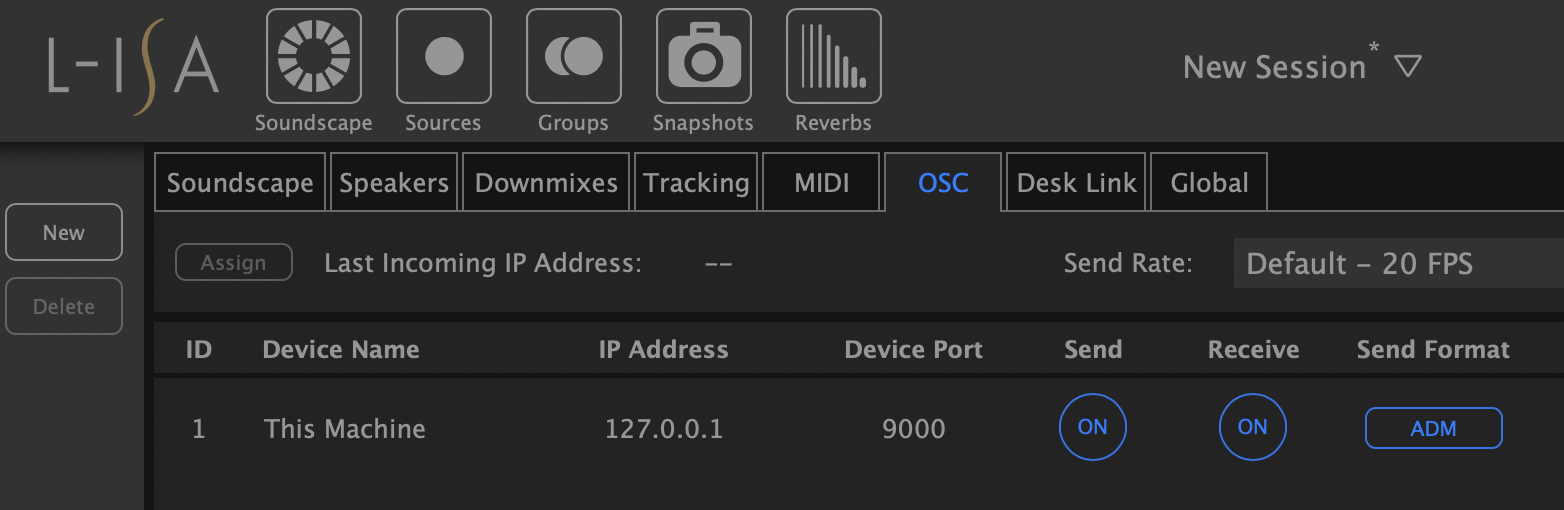 L-ISA
Soundscape Sources Groups Snapshots Reverbs
New Session *
Soundscape Speakers Downmixes Tracking MIDI OSC Desk Link Global
New
Delete
Assign Last Incoming IP Address: -- Send Rate: Default – 20 FPS
ID Device Name IP Address Device Port Send Receive Send Format
1 This Machine 127.0.0.1 9000 ON ON ADM